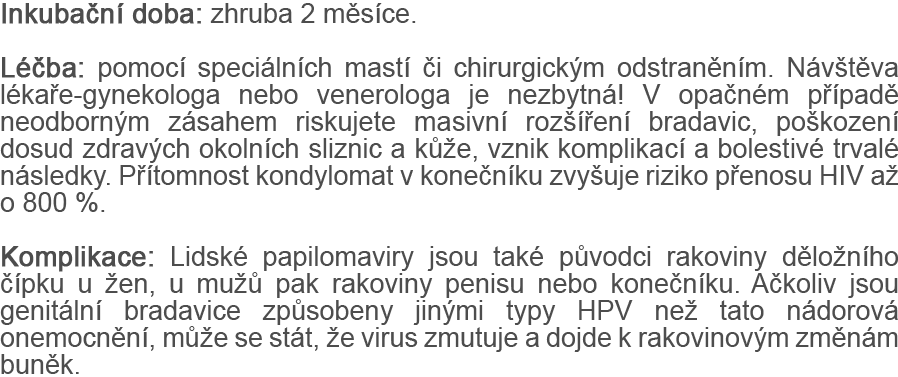 Inkubační doba: zhruba 2 měsíce.
Léčba: pomocí speciálních mastí či chirurgickým odstraněním. Návštěva
lékaře-gynekologa nebo venerologa je nezbytná! V opačném případě
neodborným zásahem riskujete masivní rozšíření bradavic, poškození
dosud zdravých okolních sliznic a kůže, vznik komplikací a bolestivé trvalé
následky. Přítomnost kondylomat v konečníku zvyšuje riziko přenosu HIV až
o 800 %.
Komplikace: Lidské papilomaviry jsou také původci rakoviny děložního
čípku u žen, u mužů pak rakoviny penisu nebo konečníku. Ačkoliv jsou
genitální bradavice způsobeny jinými typy HPV než tato nádorová
onemocnění, může se stát, že virus zmutuje a dojde k rakovinovým změnám
buněk.